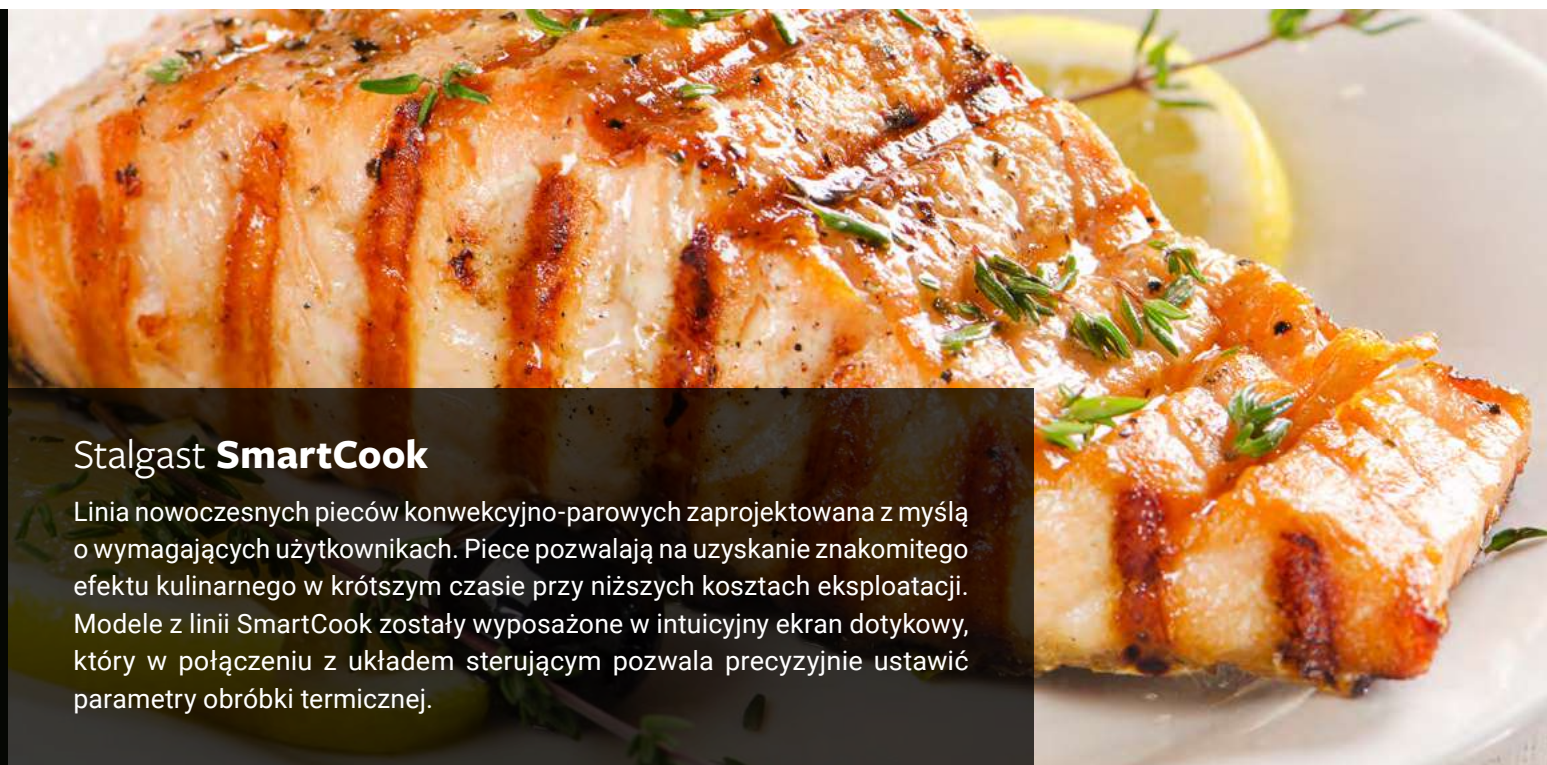 Stalgast SmartCook
Linia nowoczesnych pieców konwekcyjno-parowych zaprojektowana z myślą
o wymagających użytkownikach. Piece pozwalają na uzyskanie znakomitego
efektu kulinarnego w krótszym czasie przy niższych kosztach eksploatacji.
Modele z linii SmartCook zostały wyposażone w intuicyjny ekran dotykowy,
który w połączeniu z układem sterującym pozwala precyzyjnie ustawić
parametry obróbki termicznej.